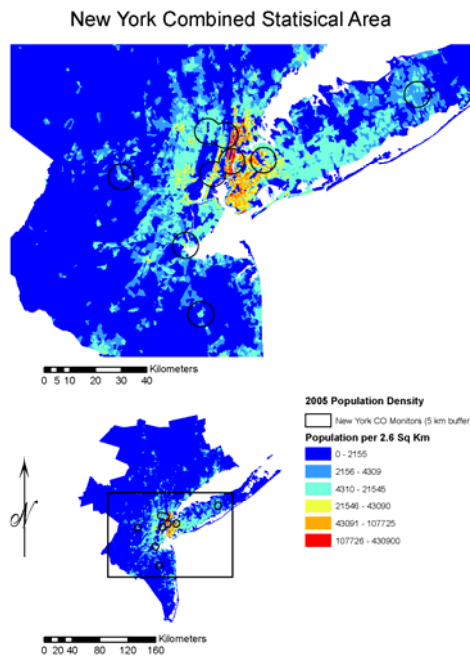 New York Combined Statisical Area
0 5 10 20 30 40
Kilometers
2005 Population Density
New York CO Monitors (5 km buffer
Population per 2.6 Sq Km
0 - 2155
2156 - 4309
4310 - 21545
21546 - 43090
43091 - 107725
107726 - 430900
N
0 20 40 80 120 160
Kilometers